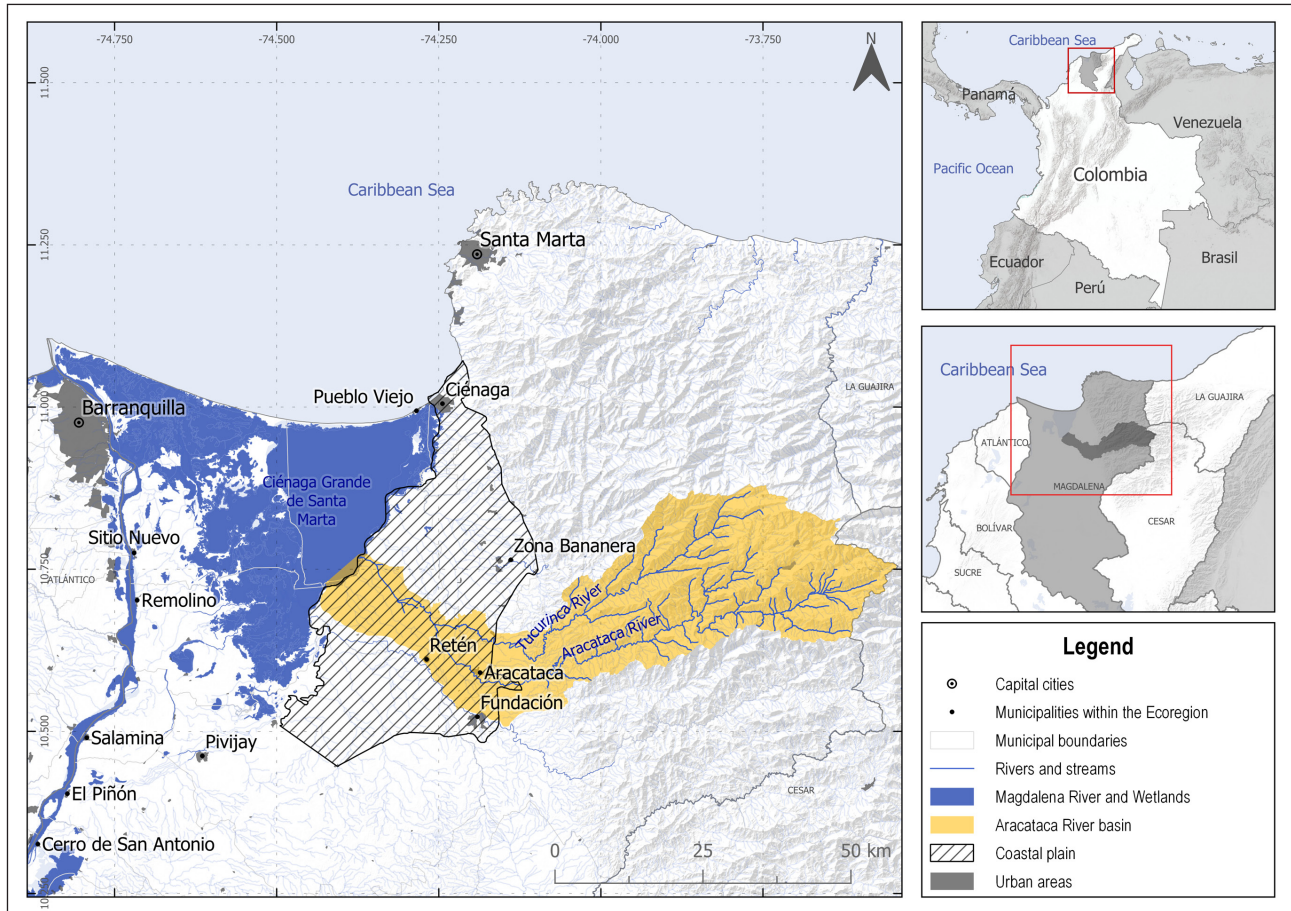 -74.750
-74.500
-74.250
-74.000
-73.750
N
11.500
11.250
11.000
10.750
10.500
Caribbean Sea
Santa Marta
Pueblo Viejo
Ciénaga
LA GUAJIRA
Barranquilla
Ciénaga Grande
de Santa
Marta
Sitio Nuevo
Zona Bananera
ATLÁNTICO
Remolino
Tucurinca River
Aracataca River
Retén
Aracataca
Fundación
Salamina
Pivijay
El Piñón
CESAR
Cerro de San Antonio
0
25
50 km
Caribbean Sea
Panamá
Venezuela
Pacific Ocean
Colombia
Ecuador
Brasil
Perú
Caribbean Sea
LA GUAJIRA
ATLÁNTICO
MAGDALENA
BOLÍVAR
CESAR
SUCRE
Legend
Capital cities
Municipalities within the Ecoregion
Municipal boundaries
Rivers and streams
Magdalena River and Wetlands
Aracataca River basin
Coastal plain
Urban areas